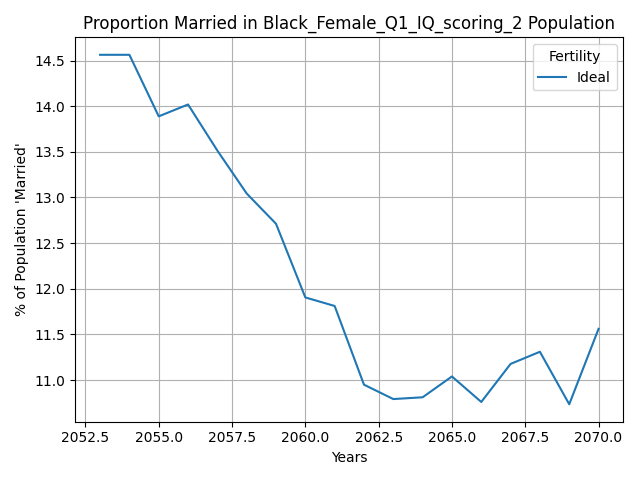 Proportion Married in Black_Female_Q1_IQ_scoring_2 Population
Fertility
Ideal
14.5
14.0
13.5
13.0
12.5
12.0
11.5
11.0
% of Population 'Married'
2052.5 2055.0 2057.5 2060.0 2062.5 2065.0 2067.5 2070.0
Years